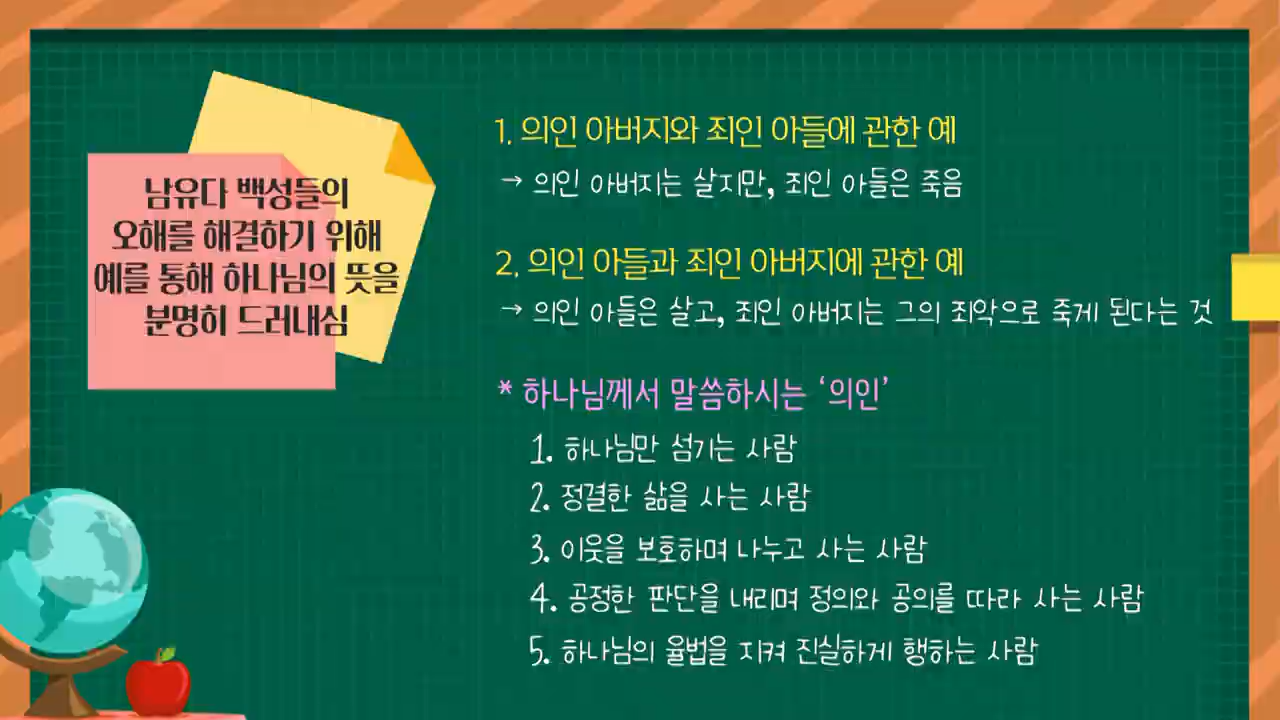 남유다 백성들의
오해를 해결하기 위해
예를 통해 하나님의 뜻을
분명히 드러내심
1. 의인 아버지와 죄인 아들에 관한 예
→ 의인 아버지는 살지만, 죄인 아들은 죽음
2. 의인 아들과 죄인 아버지에 관한 예
→ 의인 아들은 살고, 죄인 아버지는 그의 죄악으로 죽게 된다는 것
* 하나님께서 말씀하시는 ‘의인’
1. 하나님만 섬기는 사람
2. 정결한 삶을 사는 사람
3. 이웃을 보호하며 나누고 사는 사람
4. 공정한 판단을 내리며 정의와 공의를 따라 사는 사람
5. 하나님의 율법을 지켜 진실하게 행하는 사람